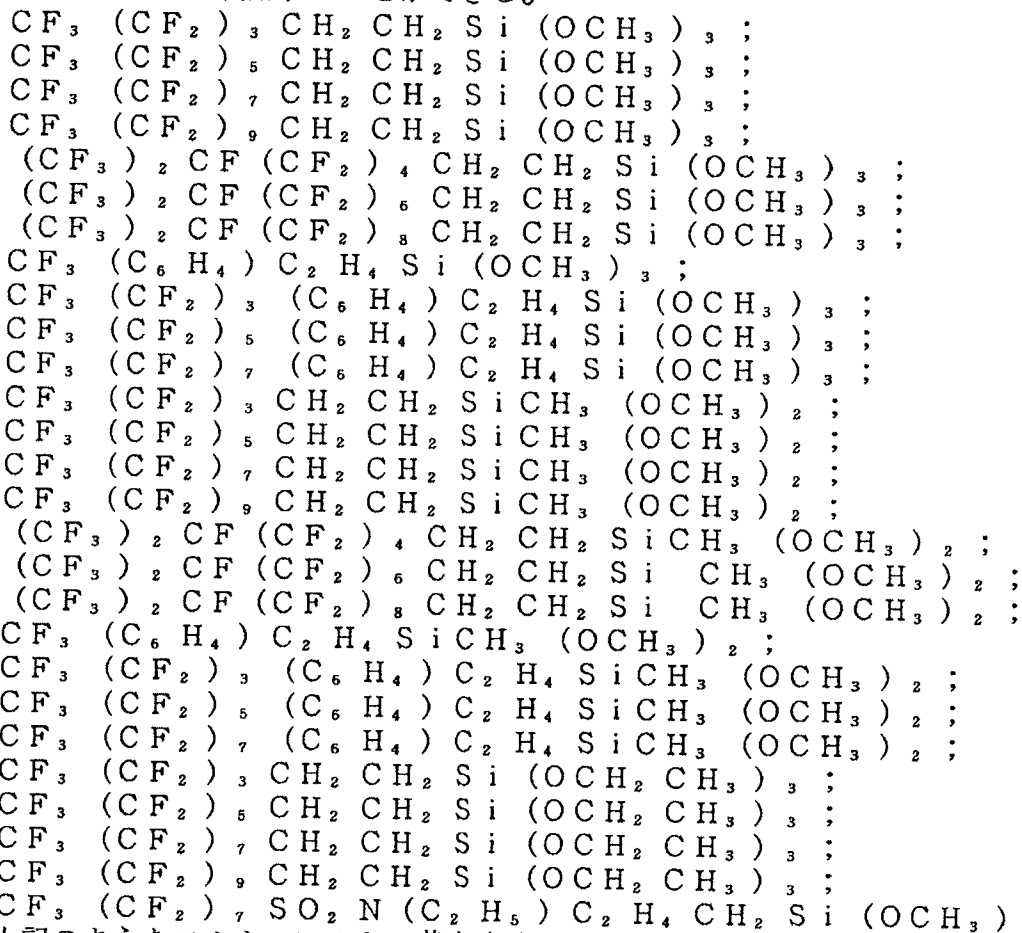 CF₃ (CF₂)₃CH₂CH₂Si(OCH₃)₃;
CF₃ (CF₂)₅CH₂CH₂Si(OCH₃)₃;
CF₃ (CF₂)₇CH₂CH₂Si(OCH₃)₃;
CF₃ (CF₂)₉CH₂CH₂Si(OCH₃)₃;
(CF₃)₂CF(CF₂)₄CH₂CH₂Si(OCH₃)₃;
(CF₃)₂CF(CF₂)₆CH₂CH₂Si(OCH₃)₃;
(CF₃)₂CF(CF₂)₈CH₂CH₂Si(OCH₃)₃;
CF₃ (C₆H₄)C₂H₄Si(OCH₃)₃;
CF₃ (CF₂)₃ (C₆H₄)C₂H₄Si(OCH₃)₃;
CF₃ (CF₂)₅ (C₆H₄)C₂H₄Si(OCH₃)₃;
CF₃ (CF₂)₇ (C₆H₄)C₂H₄Si(OCH₃)₃;
CF₃ (CF₂)₃CH₂CH₂SiCH₃ (OCH₃)₂;
CF₃ (CF₂)₅CH₂CH₂SiCH₃ (OCH₃)₂;
CF₃ (CF₂)₇CH₂CH₂SiCH₃ (OCH₃)₂;
CF₃ (CF₂)₉CH₂CH₂SiCH₃ (OCH₃)₂;
(CF₃)₂CF(CF₂)₄CH₂CH₂SiCH₃ (OCH₃)₂;
(CF₃)₂CF(CF₂)₆CH₂CH₂Si CH₃ (OCH₃)₂;
(CF₃)₂CF(CF₂)₈CH₂CH₂Si CH₃ (OCH₃)₂;
CF₃ (C₆H₄)C₂H₄SiCH₃ (OCH₃)₂;
CF₃ (CF₂)₃ (C₆H₄)C₂H₄SiCH₃ (OCH₃)₂;
CF₃ (CF₂)₅ (C₆H₄)C₂H₄SiCH₃ (OCH₃)₂;
CF₃ (CF₂)₇ (C₆H₄)C₂H₄SiCH₃ (OCH₃)₂;
CF₃ (CF₂)₃CH₂CH₂Si(OCH₂CH₃)₃;
CF₃ (CF₂)₅CH₂CH₂Si(OCH₂CH₃)₃;
CF₃ (CF₂)₇CH₂CH₂Si(OCH₂CH₃)₃;
CF₃ (CF₂)₉CH₂CH₂Si(OCH₂CH₃)₃;
CF₃ (CF₂)₇SO₂N(C₂H₅)C₂H₄CH₂Si(OCH₃)